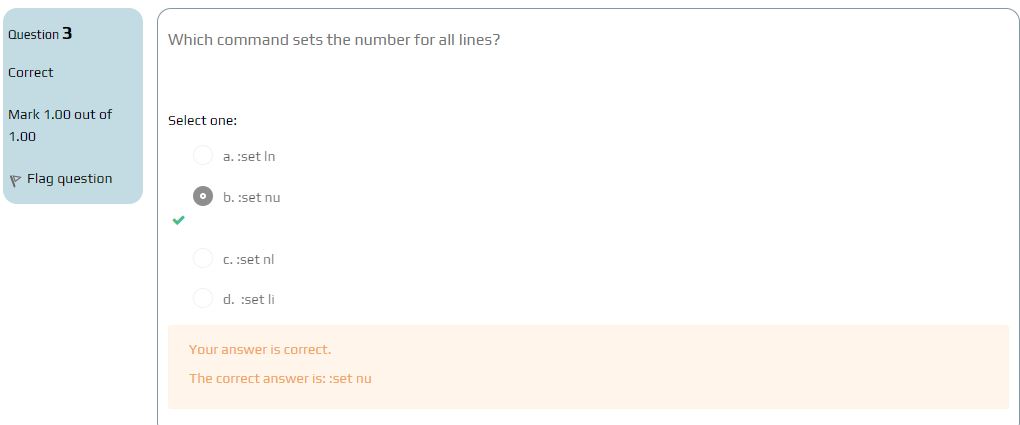 Question 3
Correct
Mark 1.00 out of
1.00
Flag question
Which command sets the number for all lines?
Select one:
a. :set ln
b. :set nu
c. :set nl
d. :set li
Your answer is correct.
The correct answer is: :set nu